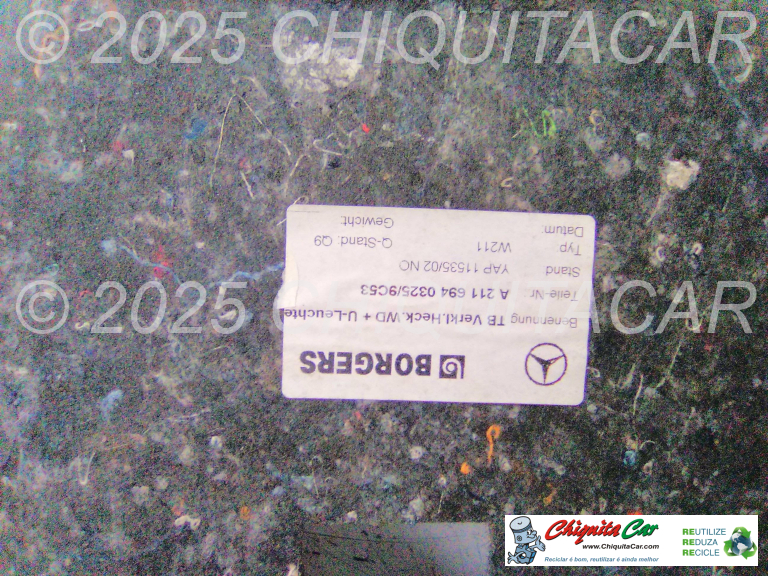 © 2025 CHIQUITACAR
BORGERS
Benennung TB Verkl.Heck.WD + U-Leuchte
Teile-Nr A 211 694 0325/9C53
Stand YAP 11535/02 NC
Typ W211 Q-Stand. Q9
Datum: Gewicht:
© 2025 CHIQUITACAR
Chiquita Car
www.ChiquitaCar.com
Reciclar é bom, reutilizar é ainda melhor
REUTILIZE
REDUZA
RECICLE